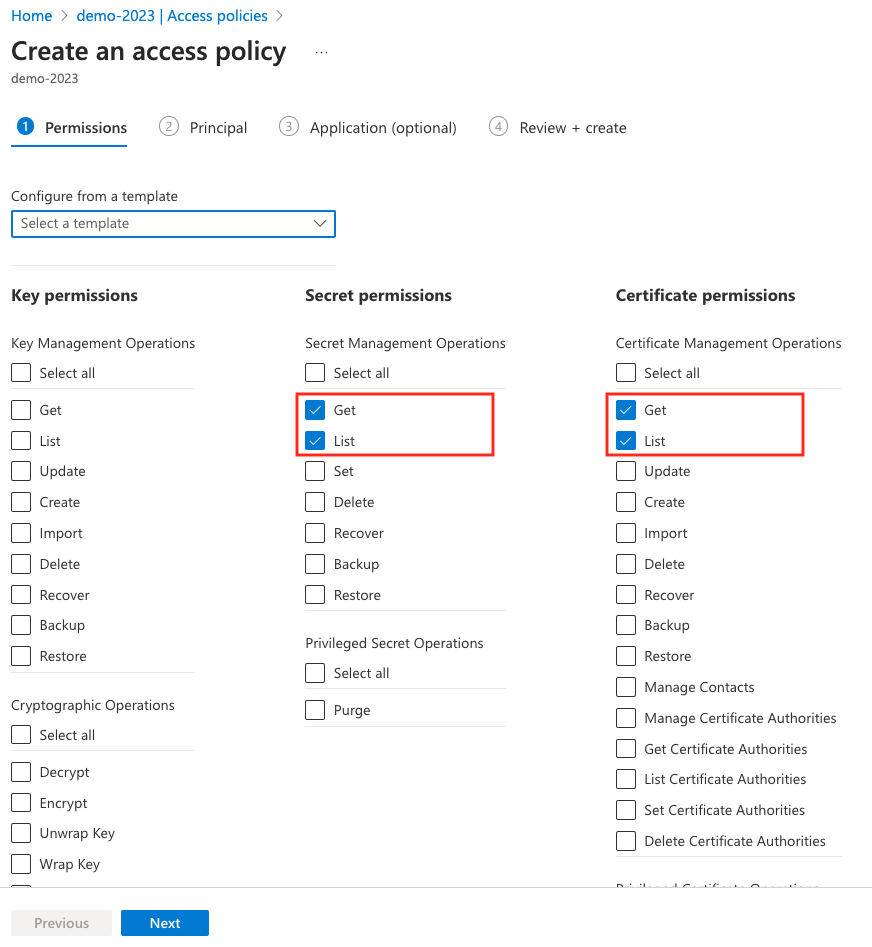 Home > demo-2023 | Access policies >
Create an access policy ...
demo-2023
1 Permissions 2 Principal 3 Application (optional) 4 Review + create
Configure from a template
Select a template
Key permissions
Key Management Operations
Select all
Get
List
Update
Create
Import
Delete
Recover
Backup
Restore
Cryptographic Operations
Select all
Decrypt
Encrypt
Unwrap Key
Wrap Key
Secret permissions
Secret Management Operations
Select all
Get
List
Set
Delete
Recover
Backup
Restore
Privileged Secret Operations
Select all
Purge
Certificate permissions
Certificate Management Operations
Select all
Get
List
Update
Create
Import
Delete
Recover
Backup
Restore
Manage Contacts
Manage Certificate Authorities
Get Certificate Authorities
List Certificate Authorities
Set Certificate Authorities
Delete Certificate Authorities
Privileged Certificate Operations
Previous Next